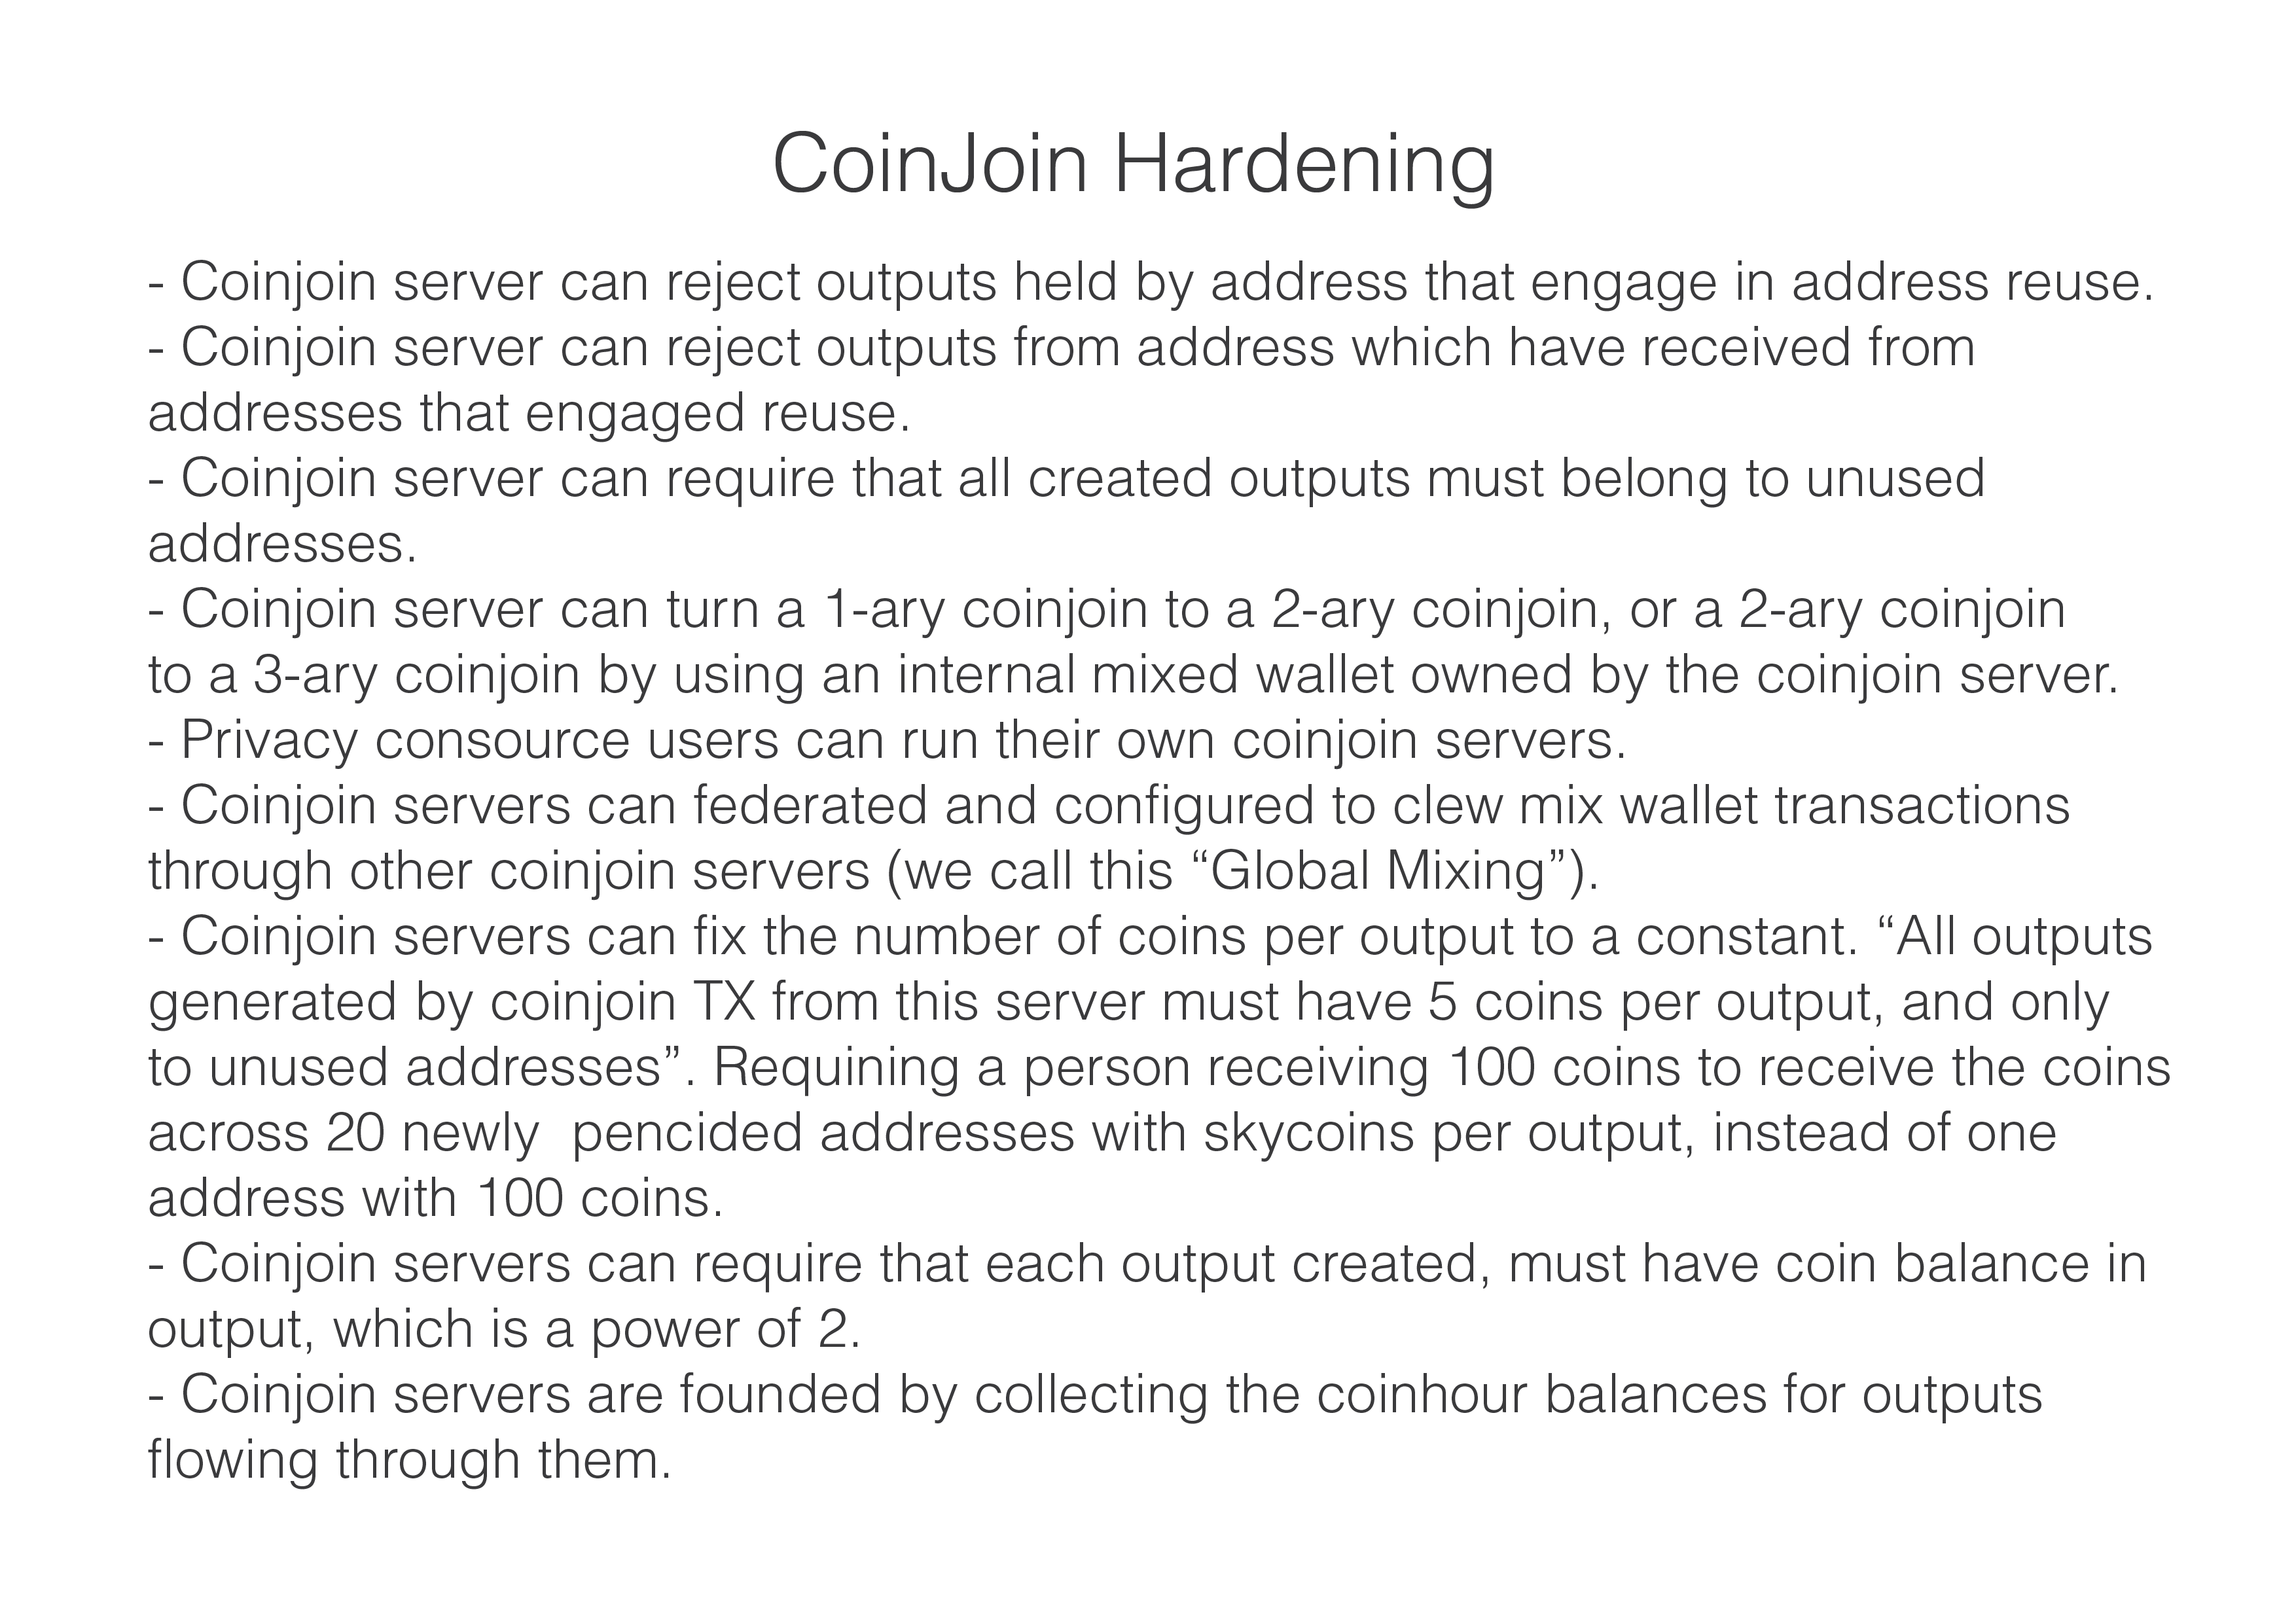 CoinJoin Hardening
- Coinjoin server can reject outputs held by address that engage in address reuse.
- Coinjoin server can reject outputs from address which have received from
addresses that engaged reuse.
- Coinjoin server can require that all created outputs must belong to unused
addresses.
- Coinjoin server can turn a 1-ary coinjoin to a 2-ary coinjoin, or a 2-ary coinjoin
to a 3-ary coinjoin by using an internal mixed wallet owned by the coinjoin server.
- Privacy consource users can run their own coinjoin servers.
- Coinjoin servers can federated and configured to clew mix wallet transactions
through other coinjoin servers (we call this “Global Mixing”).
- Coinjoin servers can fix the number of coins per output to a constant. “All outputs
generated by coinjoin TX from this server must have 5 coins per output, and only
to unused addresses”. Requining a person receiving 100 coins to receive the coins
across 20 newly  pencided addresses with skycoins per output, instead of one
address with 100 coins.
- Coinjoin servers can require that each output created, must have coin balance in
output, which is a power of 2.
- Coinjoin servers are founded by collecting the coinhour balances for outputs
flowing through them.